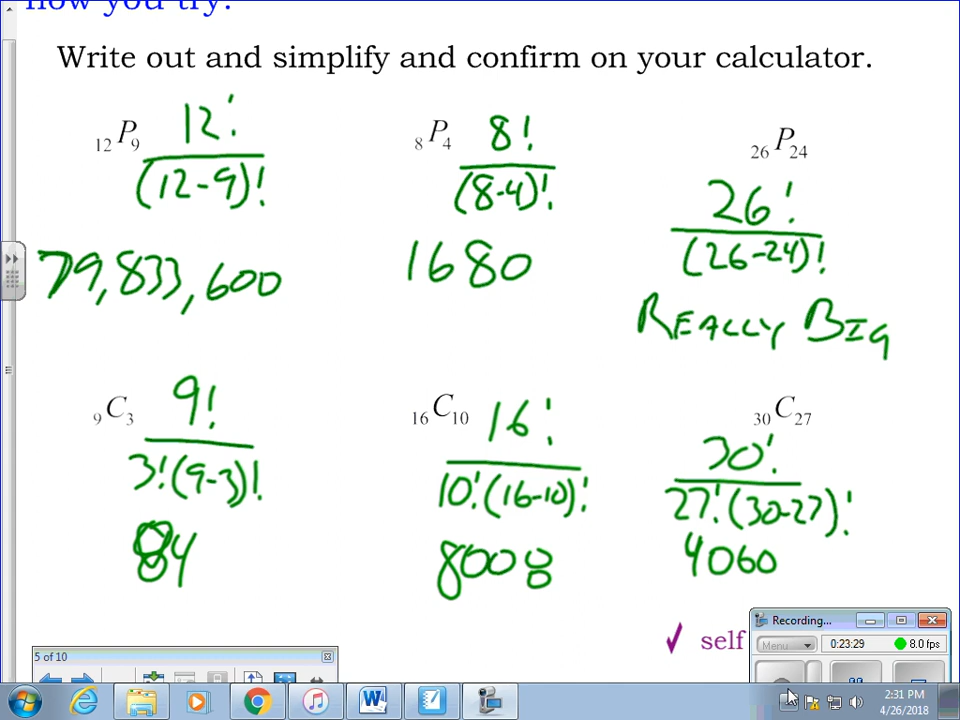 now you try:
Write out and simplify and confirm on your calculator.
12P9 12! / (12-9)!
79,833,600
8P4 8! / (8-4)!
1680
26P24 26! / (26-24)!
REALLY BIG
9C3 9! / 3!(9-3)!
84
16C10 16! / 10!(16-10)!
8008
30C27 30! / 27!(30-27)!
4060
✓ self
Recording...
Menu
0:23:29
8.0 fps
5 of 10
2:31 PM
4/26/2018